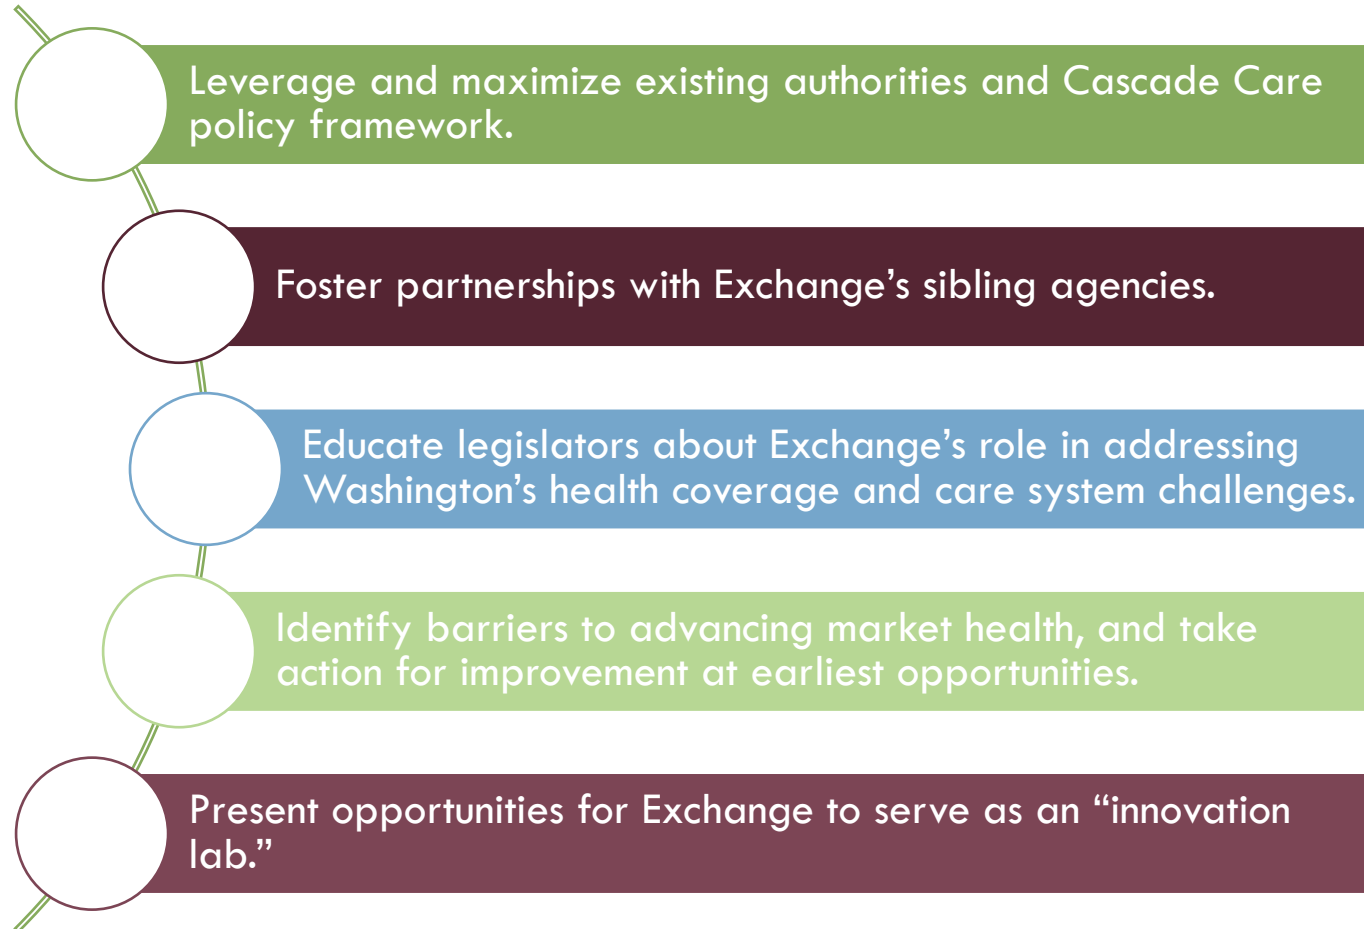 Leverage and maximize existing authorities and Cascade Care
policy framework.
Foster partnerships with Exchange’s sibling agencies.
Educate legislators about Exchange’s role in addressing
Washington’s health coverage and care system challenges.
Identify barriers to advancing market health, and take
action for improvement at earliest opportunities.
Present opportunities for Exchange to serve as an “innovation
lab.”